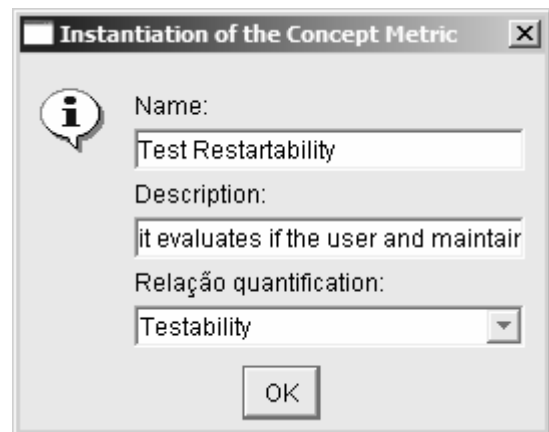 Instantiation of the Concept Metric
Name:
Test Restartability
Description:
it evaluates if the user and maintair
Relação quantification:
Testability
OK